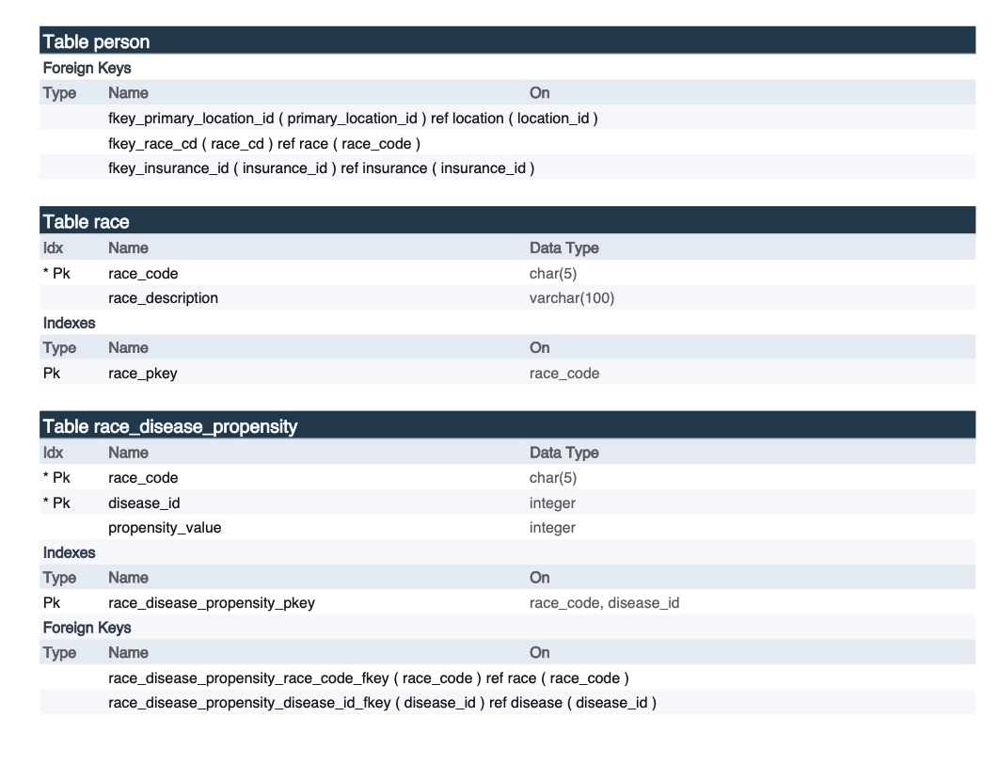 Table person
Foreign Keys
Type Name On
fkey_primary_location_id ( primary_location_id ) ref location ( location_id )
fkey_race_cd ( race_cd ) ref race ( race_code )
fkey_insurance_id ( insurance_id ) ref insurance ( insurance_id )
Table race
Idx Name Data Type
* Pk race_code char(5)
race_description varchar(100)
Indexes
Type Name On
Pk race_pkey race_code
Table race_disease_propensity
Idx Name Data Type
* Pk race_code char(5)
* Pk disease_id integer
propensity_value integer
Indexes
Type Name On
Pk race_disease_propensity_pkey race_code, disease_id
Foreign Keys
Type Name On
race_disease_propensity_race_code_fkey ( race_code ) ref race ( race_code )
race_disease_propensity_disease_id_fkey ( disease_id ) ref disease ( disease_id )